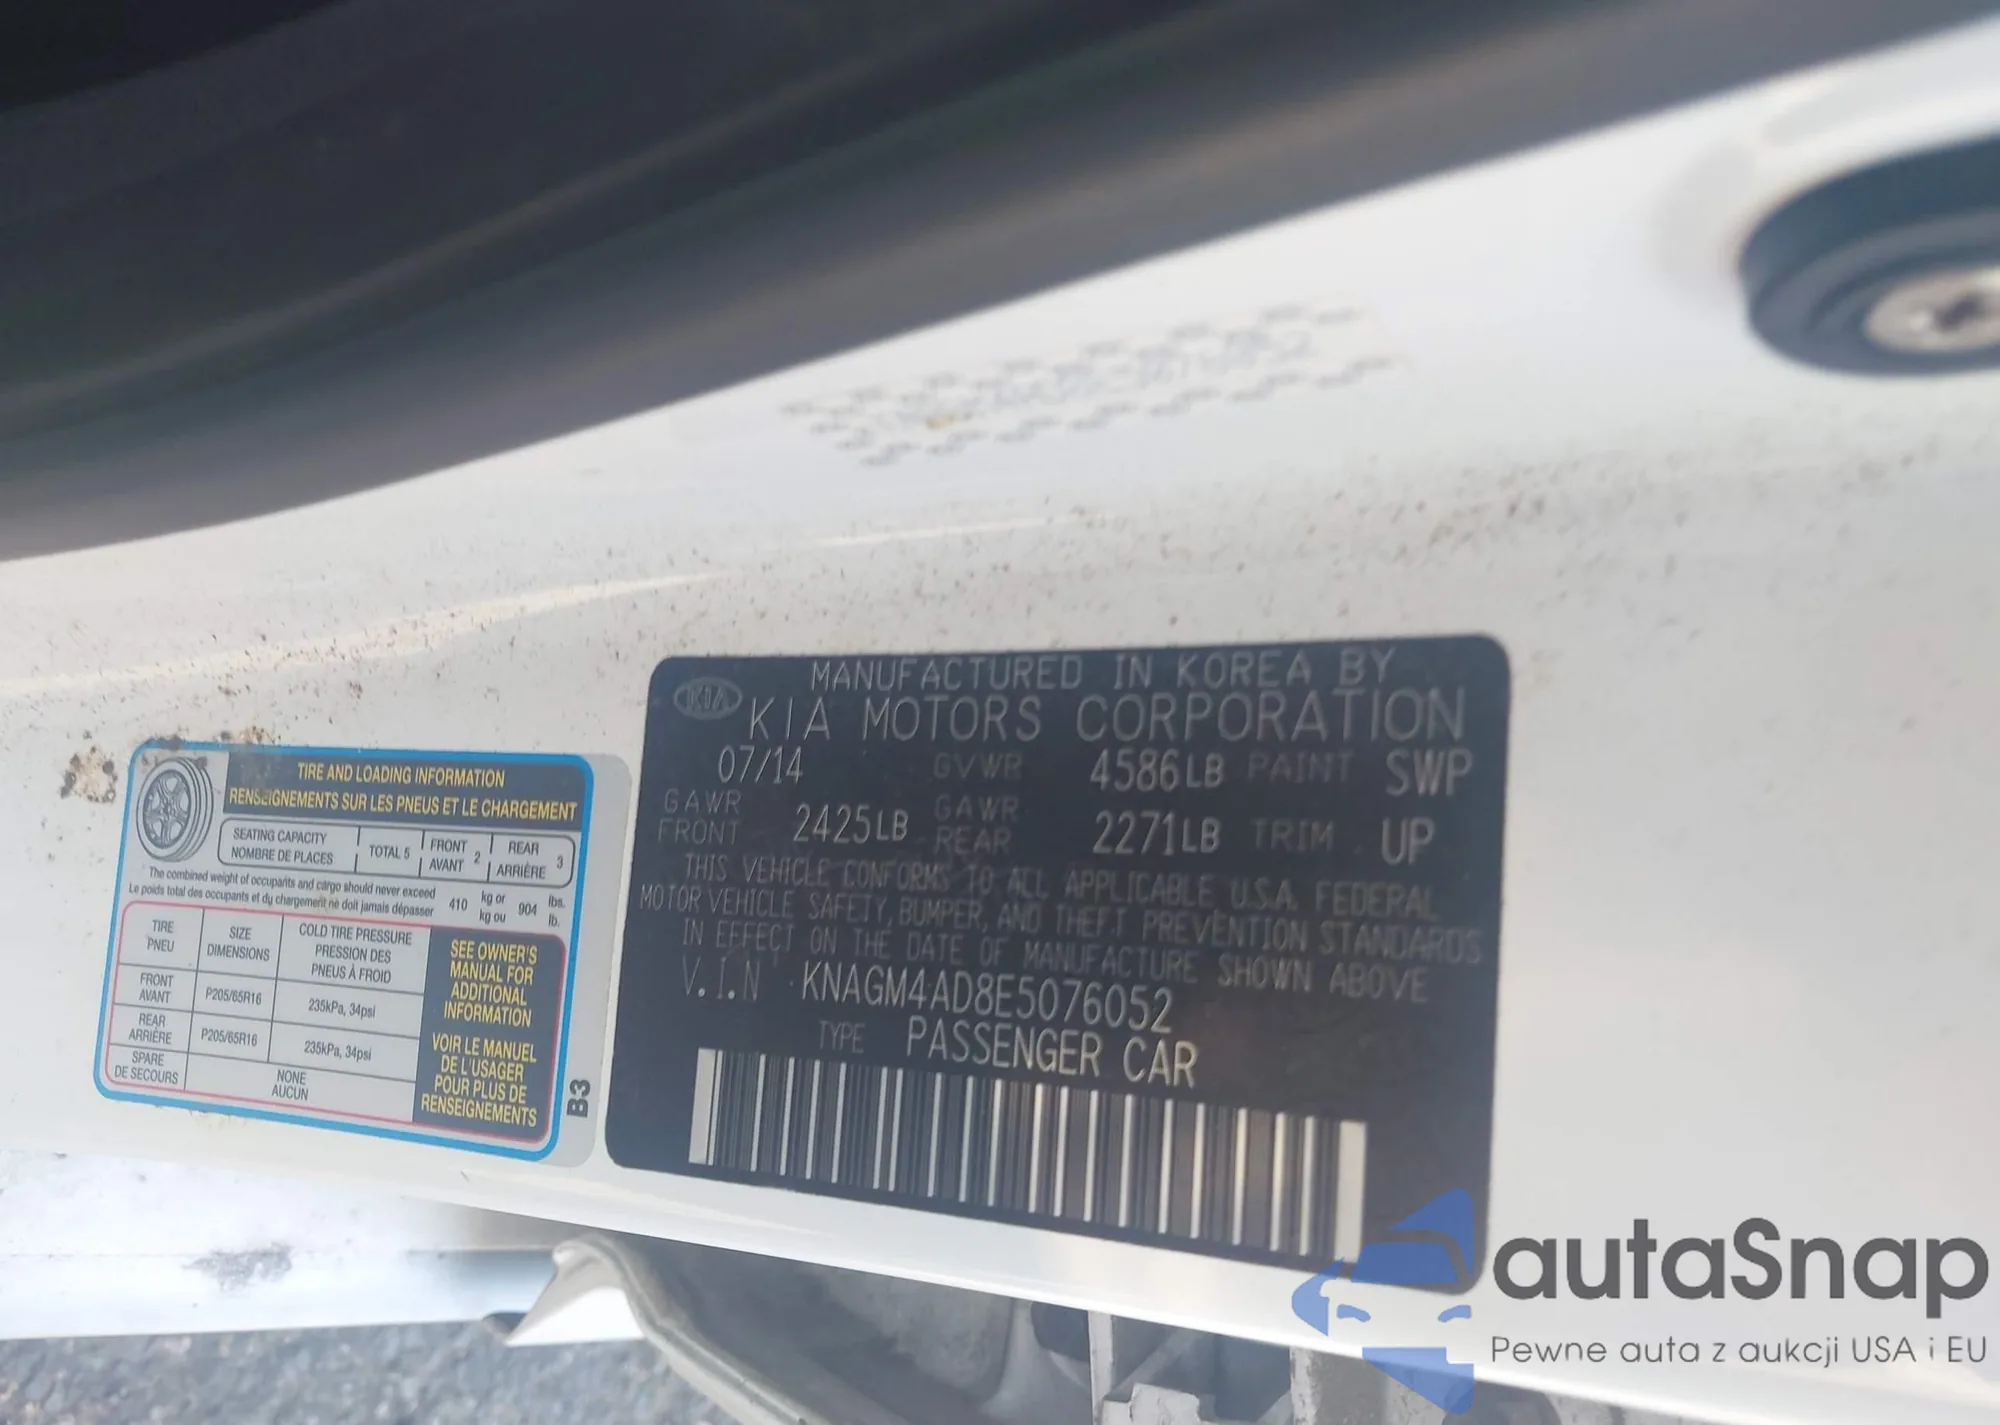 TIRE AND LOADING INFORMATION
RENSEIGNEMENTS SUR LES PNEUS ET LE CHARGEMENT
SEATING CAPACITY
NOMBRE DE PLACES
TOTAL 5
FRONT
AVANT
2
REAR
ARRIÈRE
3
The combined weight of occupants and cargo should never exceed
Le poids total des occupants et du chargement ne doit jamais dépasser
410
kg or
kg ou
904
lbs.
lb.
TIRE
PNEU
SIZE
DIMENSIONS
COLD TIRE PRESSURE
PRESSION DES
PNEUS À FROID
FRONT
AVANT
P205/65R16
235kPa, 34psi
REAR
ARRIÈRE
P205/65R16
235kPa, 34psi
SPARE
DE SECOURS
NONE
AUCUN
SEE OWNER'S
MANUAL FOR
ADDITIONAL
INFORMATION
VOIR LE MANUEL
DE L'USAGER
POUR PLUS DE
RENSEIGNEMENTS
B3
MANUFACTURED IN KOREA BY
KIA KIA MOTORS CORPORATION
07/14 GVWR 4586LB PAINT SWP
GAWR
FRONT
2425LB
GAWR
REAR
2271LB TRIM UP
THIS VEHICLE CONFORMS TO ALL APPLICABLE U.S.A. FEDERAL
MOTOR VEHICLE SAFETY, BUMPER, AND THEFT PREVENTION STANDARDS
IN EFFECT ON THE DATE OF MANUFACTURE SHOWN ABOVE
V.I.N KNAGM4AD8E5076052
TYPE PASSENGER CAR
autaSnap
Pewne auta z aukcji USA i EU